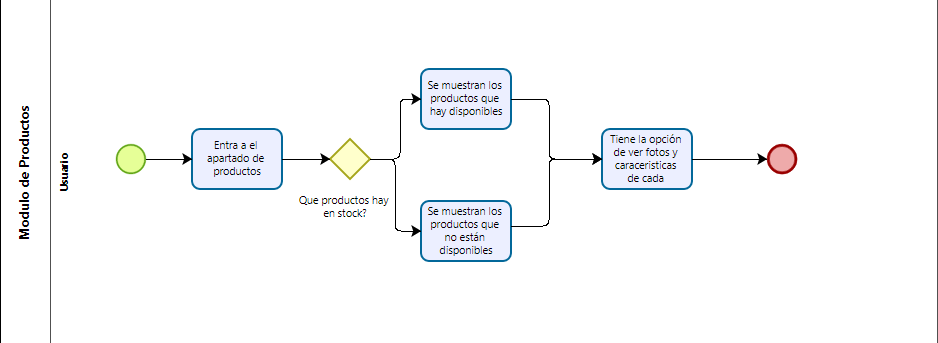 Modulo de Productos
Usuario
Entra a el
apartado de
productos
Que productos hay
en stock?
Se muestran los
productos que
hay disponibles
Se muestran los
productos que
no están
disponibles
Tiene la opción
de ver fotos y
caraceristicas
de cada